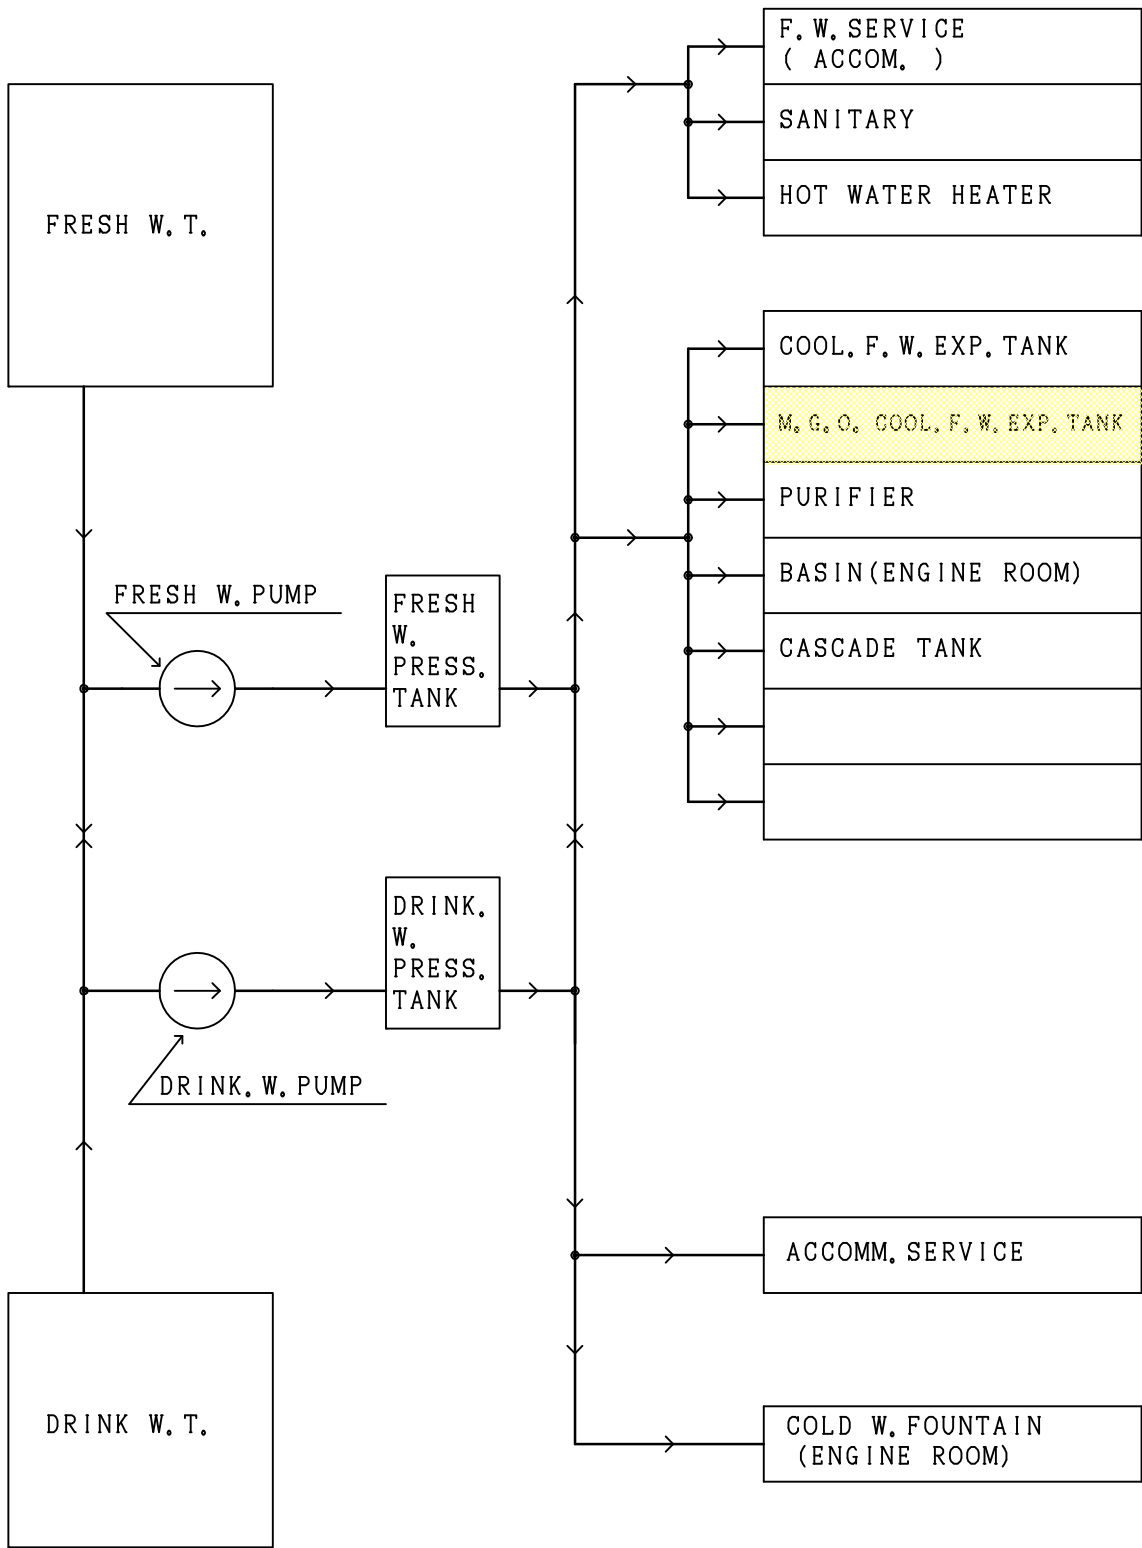 F.W.SERVICE
( ACCOM. )
SANITARY
HOT WATER HEATER
FRESH W.T.
COOL.F.W.EXP.TANK
M.G.O. COOL.F.W.EXP.TANK
PURIFIER
BASIN(ENGINE ROOM)
CASCADE TANK
FRESH W.PUMP
FRESH
W.
PRESS.
TANK
DRINK.
W.
PRESS.
TANK
DRINK.W.PUMP
ACCOMM.SERVICE
DRINK W.T.
COLD W.FOUNTAIN
(ENGINE ROOM)